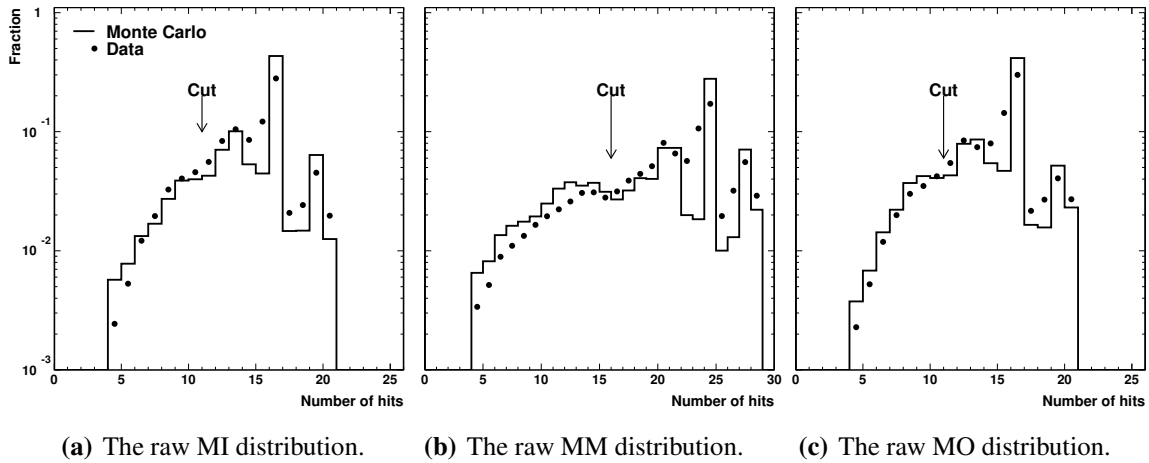 Fraction
1
10 -1
10 -2
10 -3
Monte Carlo
Data
Cut
0 5 10 15 20 25
Number of hits
Cut
0 5 10 15 20 25 30
Number of hits
Cut
0 5 10 15 20 25
Number of hits
(a) The raw MI distribution.
(b) The raw MM distribution.
(c) The raw MO distribution.